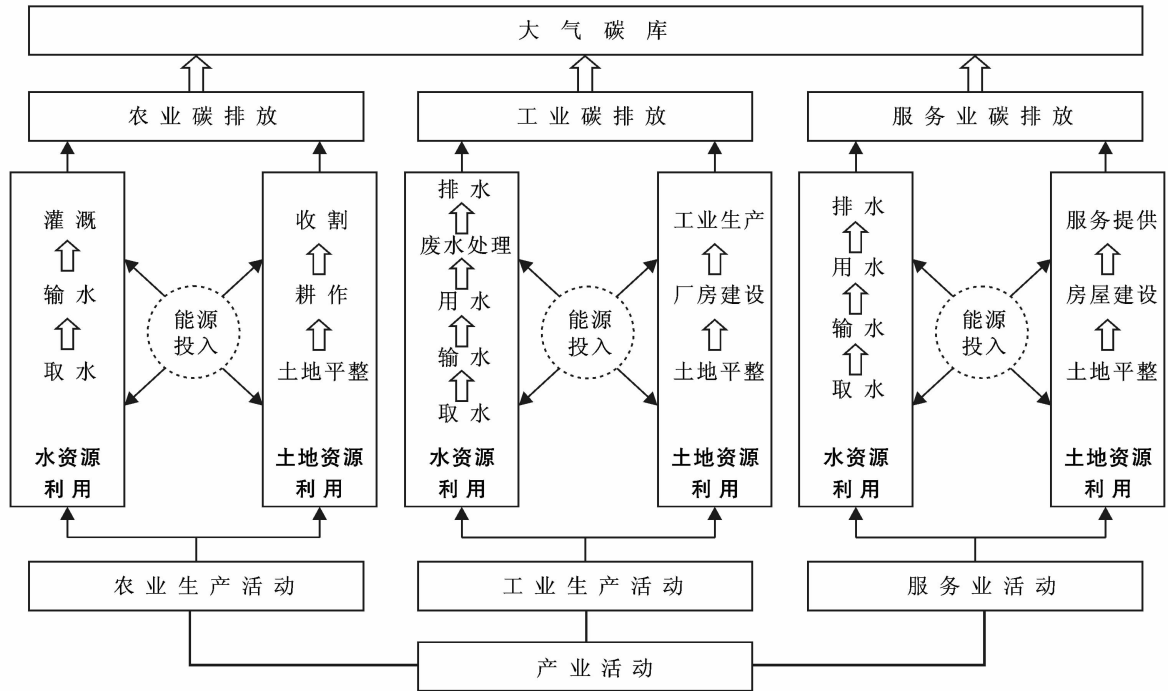 大气碳库
农业碳排放
工业碳排放
服务业碳排放
灌溉
输水
取水
水资源
利用
能源
投入
收割
耕作
土地平整
土地资源
利用
排水
废水处理
用水
输水
取水
水资源
利用
能源
投入
工业生产
厂房建设
土地平整
土地资源
利用
排水
用水
输水
取水
水资源
利用
能源
投入
服务提供
房屋建设
土地平整
土地资源
利用
农业生产活动
工业生产活动
服务业活动
产业活动